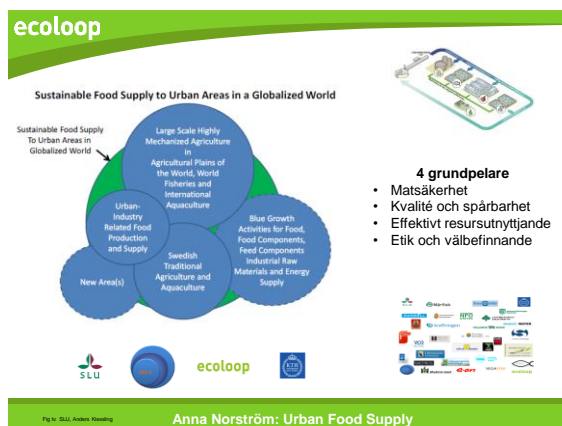 ecoloop
Sustainable Food Supply to Urban Areas in a Globalized World
Sustainable Food Supply
To Urban Areas in
Globalized World
Large Scale Highly
Mechanized Agriculture
in
Agricultural Plains of
the World, World
Fisheries and
International
Aquaculture
Urban-
Industry
Related Food
Production
and Supply
Blue Growth
Activities for Food,
Food Components,
Feed Components
Industrial Raw
Materials and Energy
Supply
Swedish
Traditional
Agriculture and
Aquaculture
New Area(s)
4 grundpelare
• Matsäkerhet
• Kvalité och spårbarhet
• Effektivt resursutnyttjande
• Etik och välbefinnande
SLU
ecoloop
KTH
SLU
e·on
ecoloop
Fig tv. SLU, Anders Kiessling
Anna Norström: Urban Food Supply